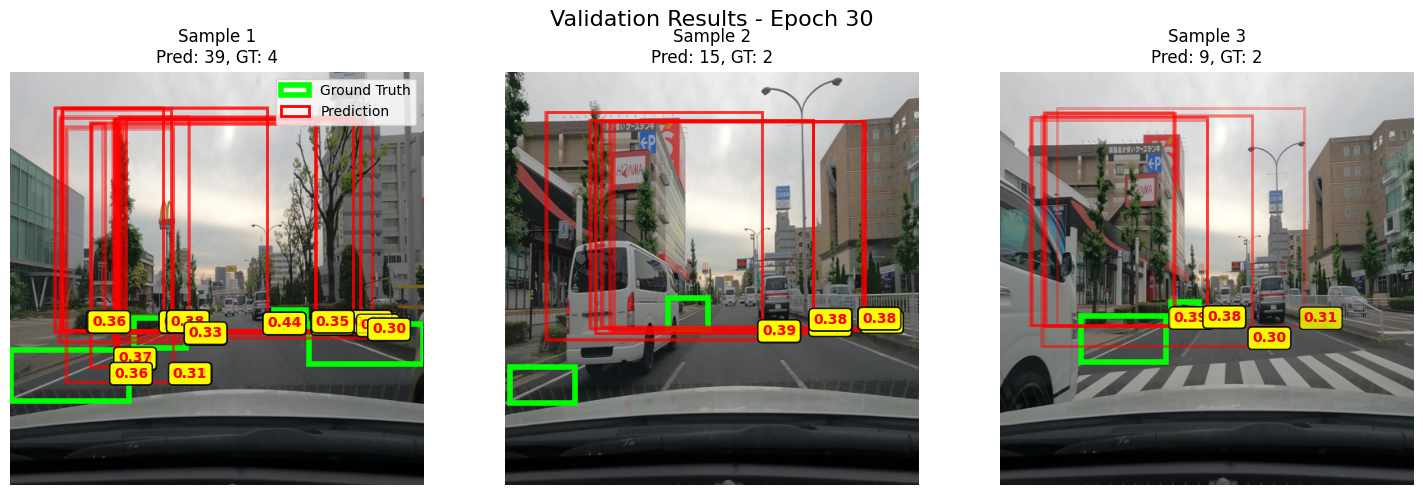 Validation Results - Epoch 30
Sample 1
Pred: 39, GT: 4
Ground Truth
Prediction
0.36
0.38
0.33
0.44
0.35
0.30
0.37
0.36
0.31
Sample 2
Pred: 15, GT: 2
P
HONWA
0.39
0.38
0.38
Sample 3
Pred: 9, GT: 2
P
0.39
0.38
0.31
0.30